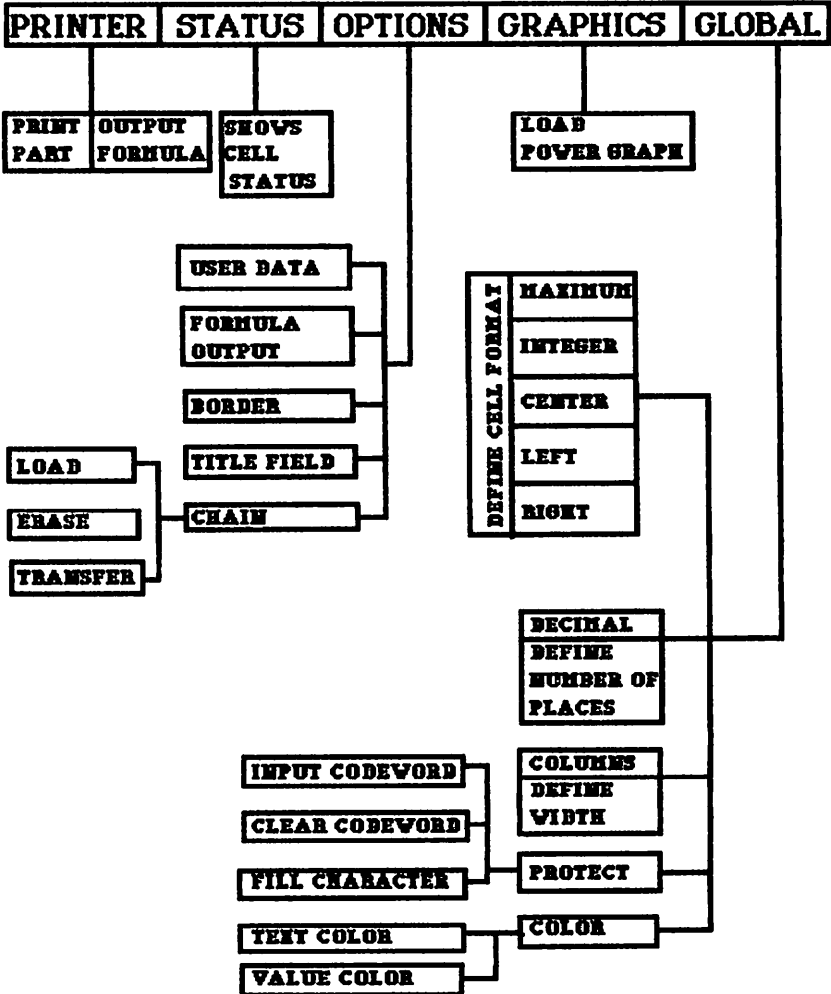 PRINTER STATUS OPTIONS GRAPHICS GLOBAL
PRINT PART
OUTPUT FORMULA
SHOWS
CELL
STATUS
LOAD
POWER GRAPH
USER DATA
FORMULA
OUTPUT
BORDER
TITLE FIELD
CHAIN
LOAD
ERASE
TRANSFER
DEFINE CELL FORMAT
MAXIMUM
INTEGER
CENTER
LEFT
RIGHT
DECIMAL
DEFINE
NUMBER OF
PLACES
COLUMNS
DEFINE
WIDTH
PROTECT
INPUT CODEWORD
CLEAR CODEWORD
FILL CHARACTER
COLOR
TEXT COLOR
VALUE COLOR